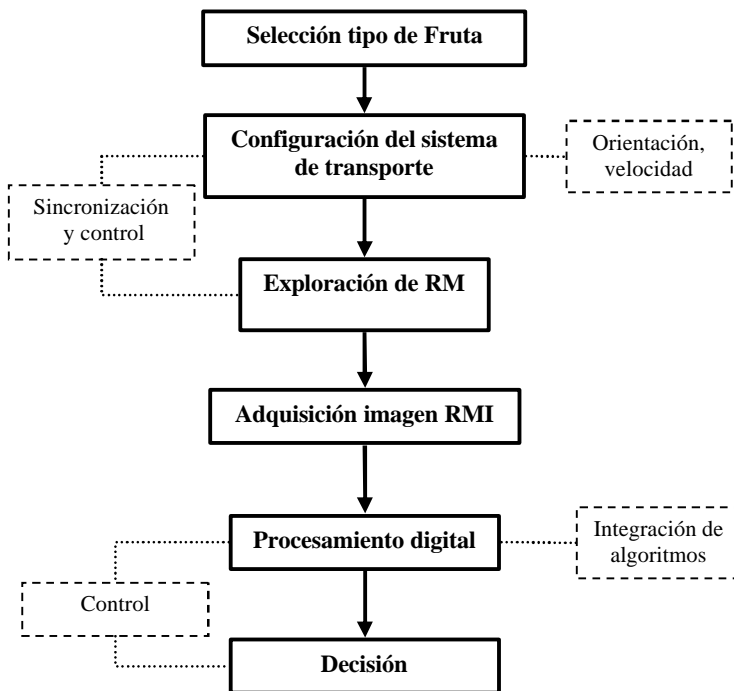 Selección tipo de Fruta
Configuración del sistema
de transporte
Orientación,
velocidad
Sincronización
y control
Exploración de RM
Adquisición imagen RMI
Procesamiento digital
Integración de
algoritmos
Control
Decisión